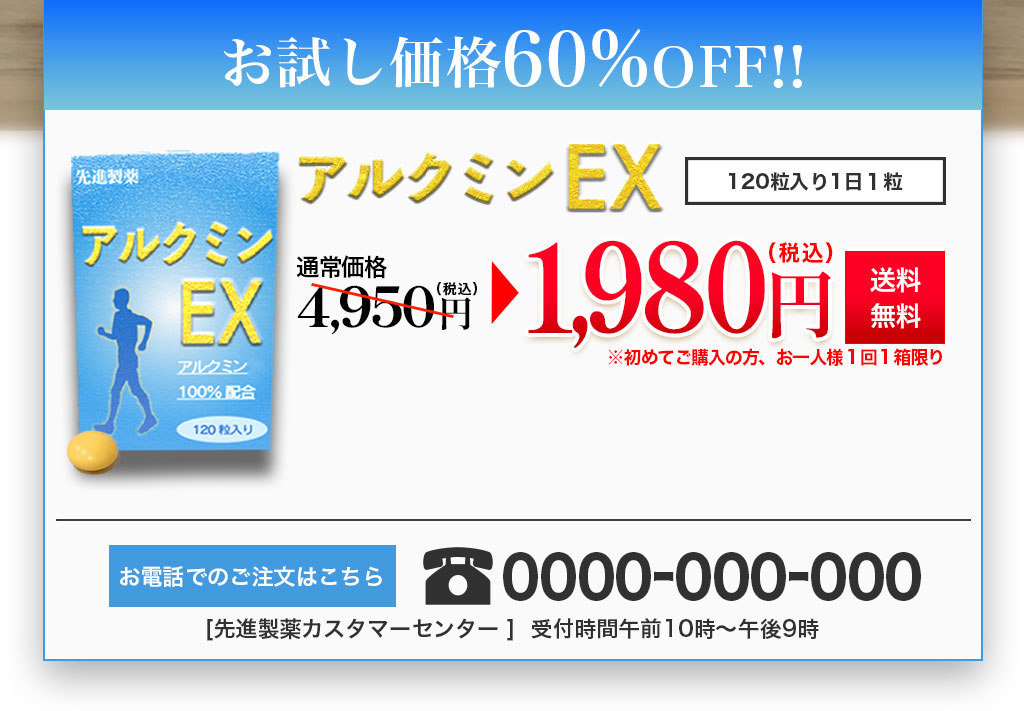 お試し価格60%OFF!!
先進製薬
アルクミン
EX
アルクミン
100%配合
120粒入り
アルクミンEX
120粒入り1日1粒
通常価格
4,950円(税込)
1,980円(税込)
送料
無料
※初めてご購入の方、お一人様1回1箱限り
お電話でのご注文はこちら
0000-000-000
[先進製薬カスタマーセンター] 受付時間午前10時〜午後9時